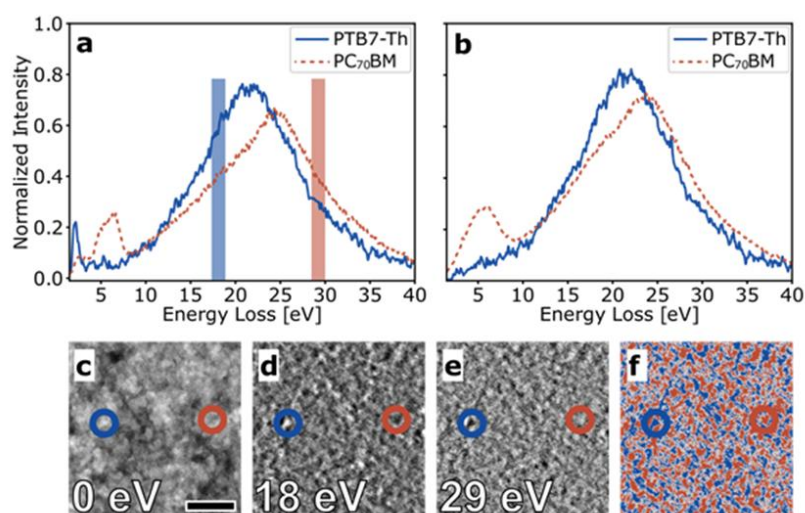 a
PTB7-Th
PC₇₀BM
1.0
0.8
0.6
0.4
0.2
0.0
Normalized Intensity
5 10 15 20 25 30 35 40
Energy Loss [eV]
b
PTB7-Th
PC₇₀BM
5 10 15 20 25 30 35 40
Energy Loss [eV]
c
0 eV
d
18 eV
e
29 eV
f